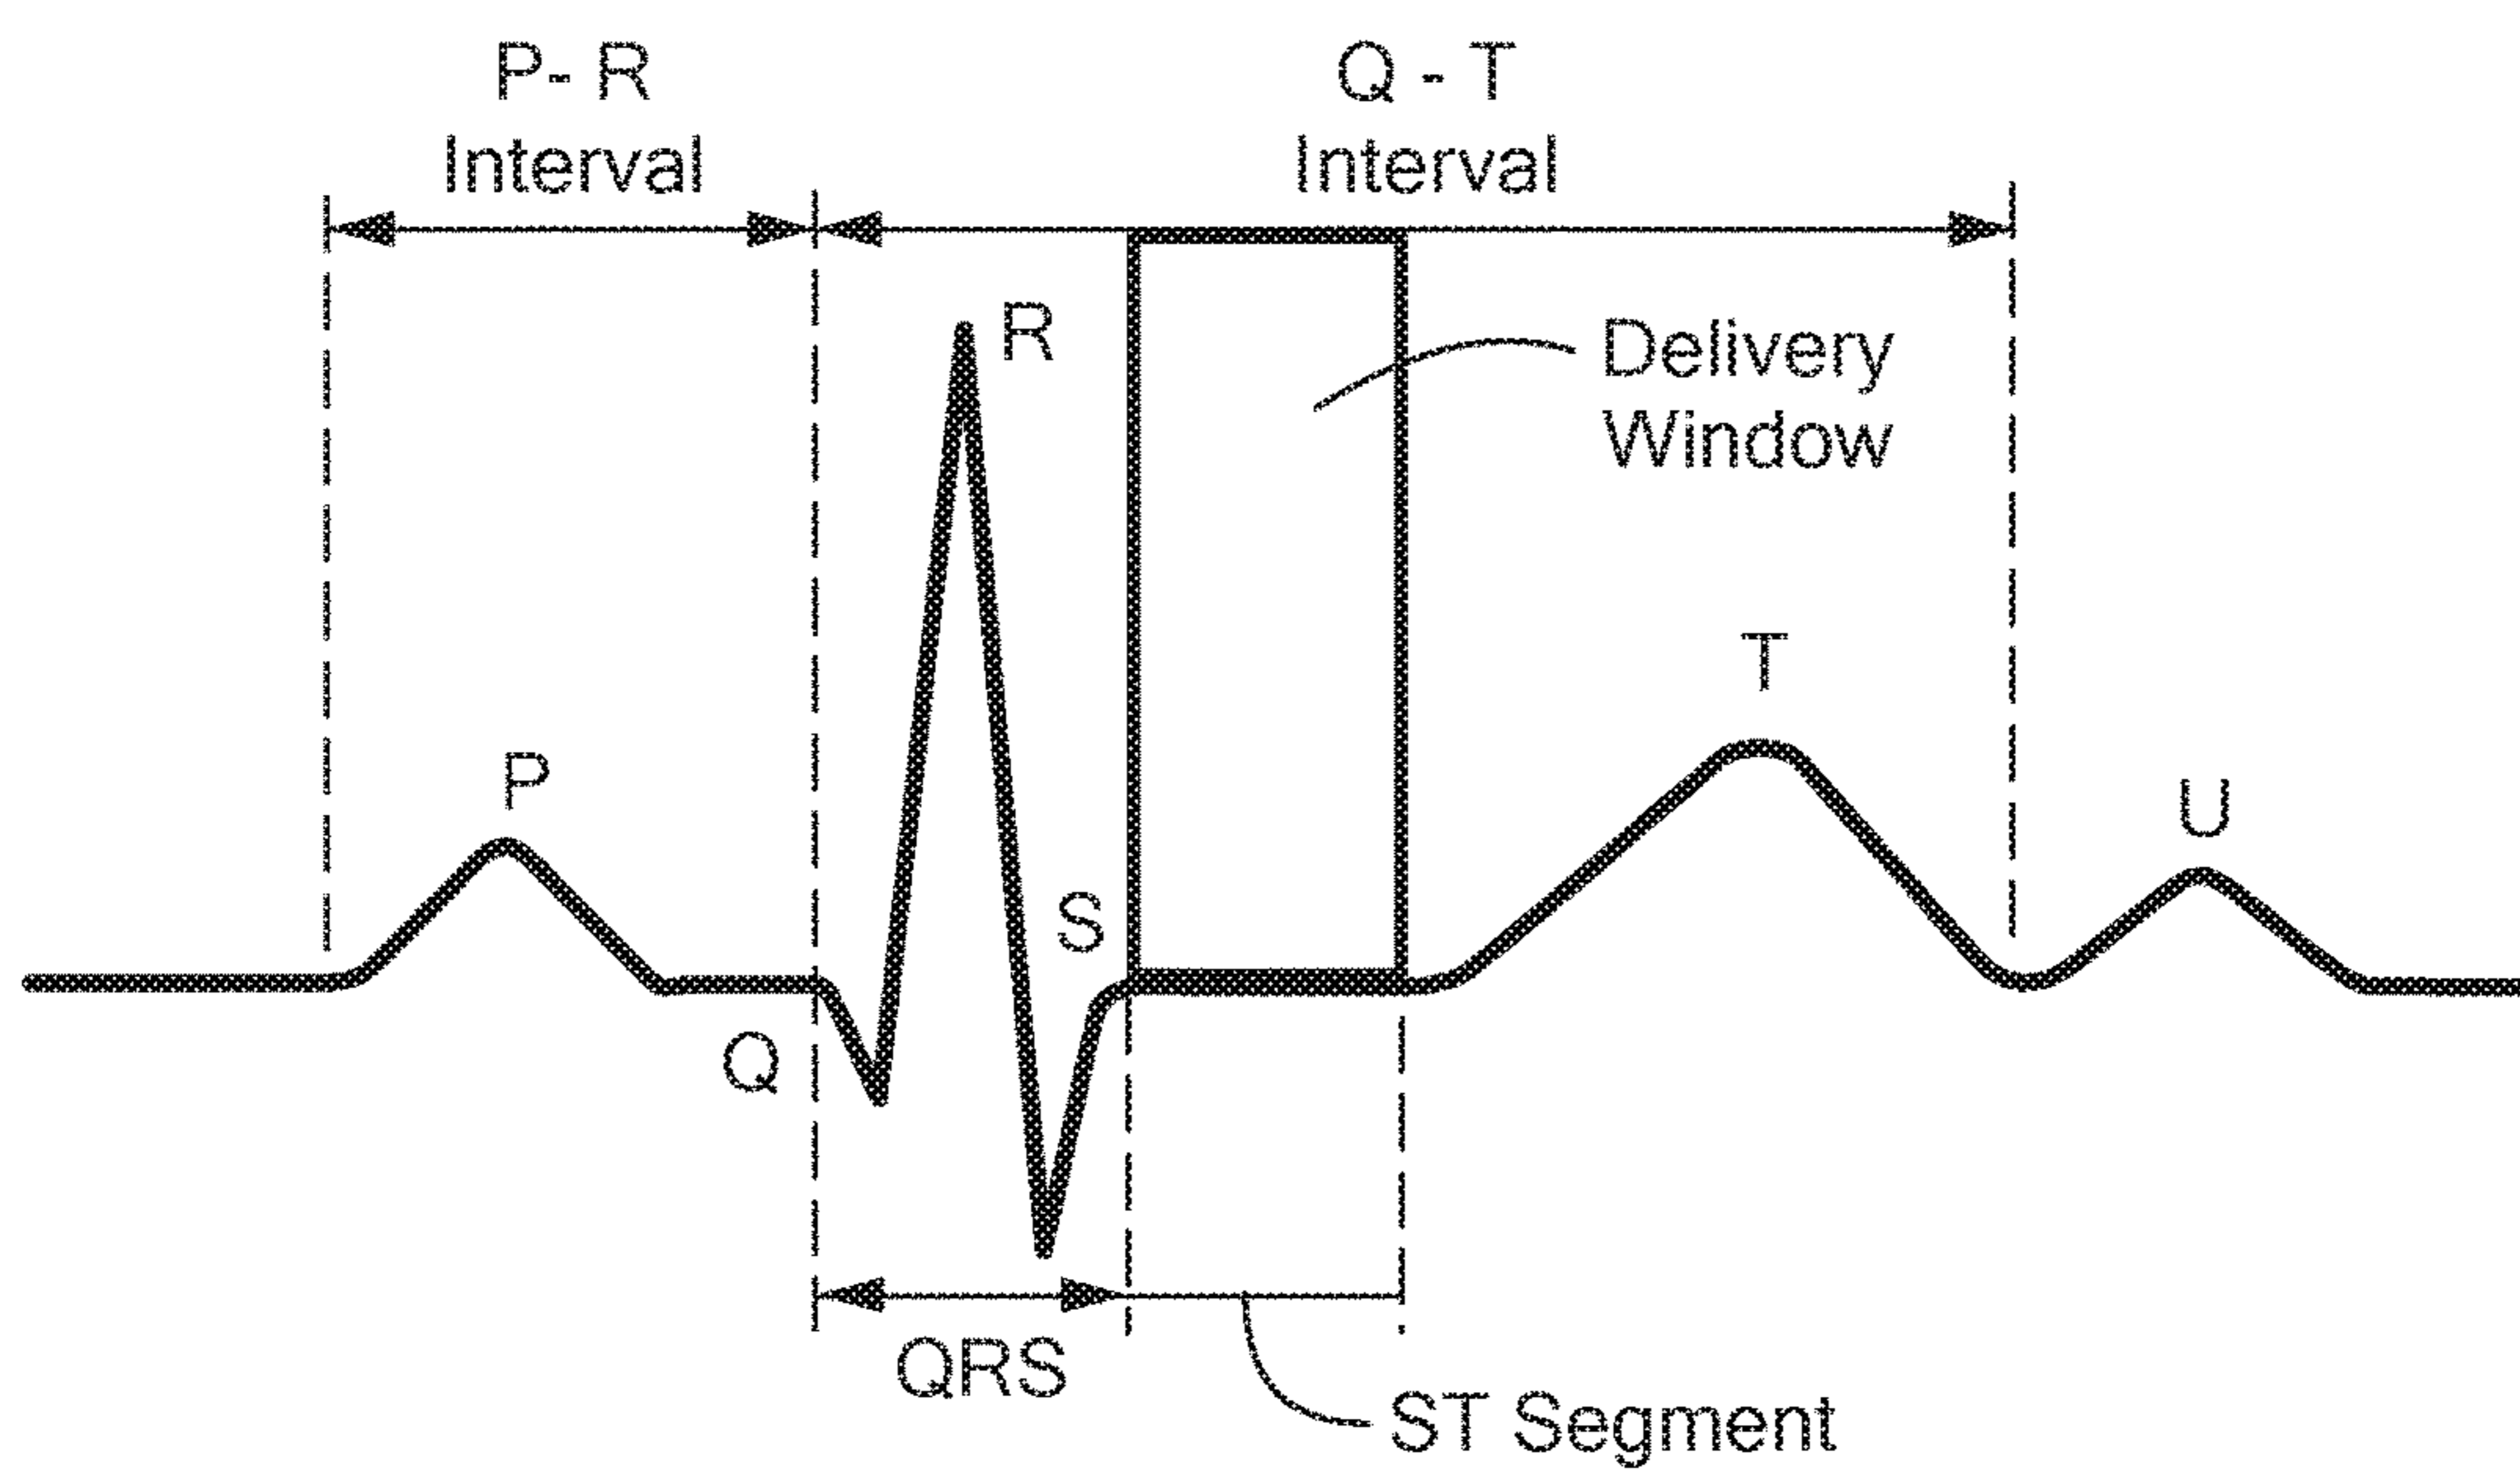 P- R
Interval
Q - T
Interval
R
Delivery
Window
T
P
U
S
Q
QRS
ST Segment